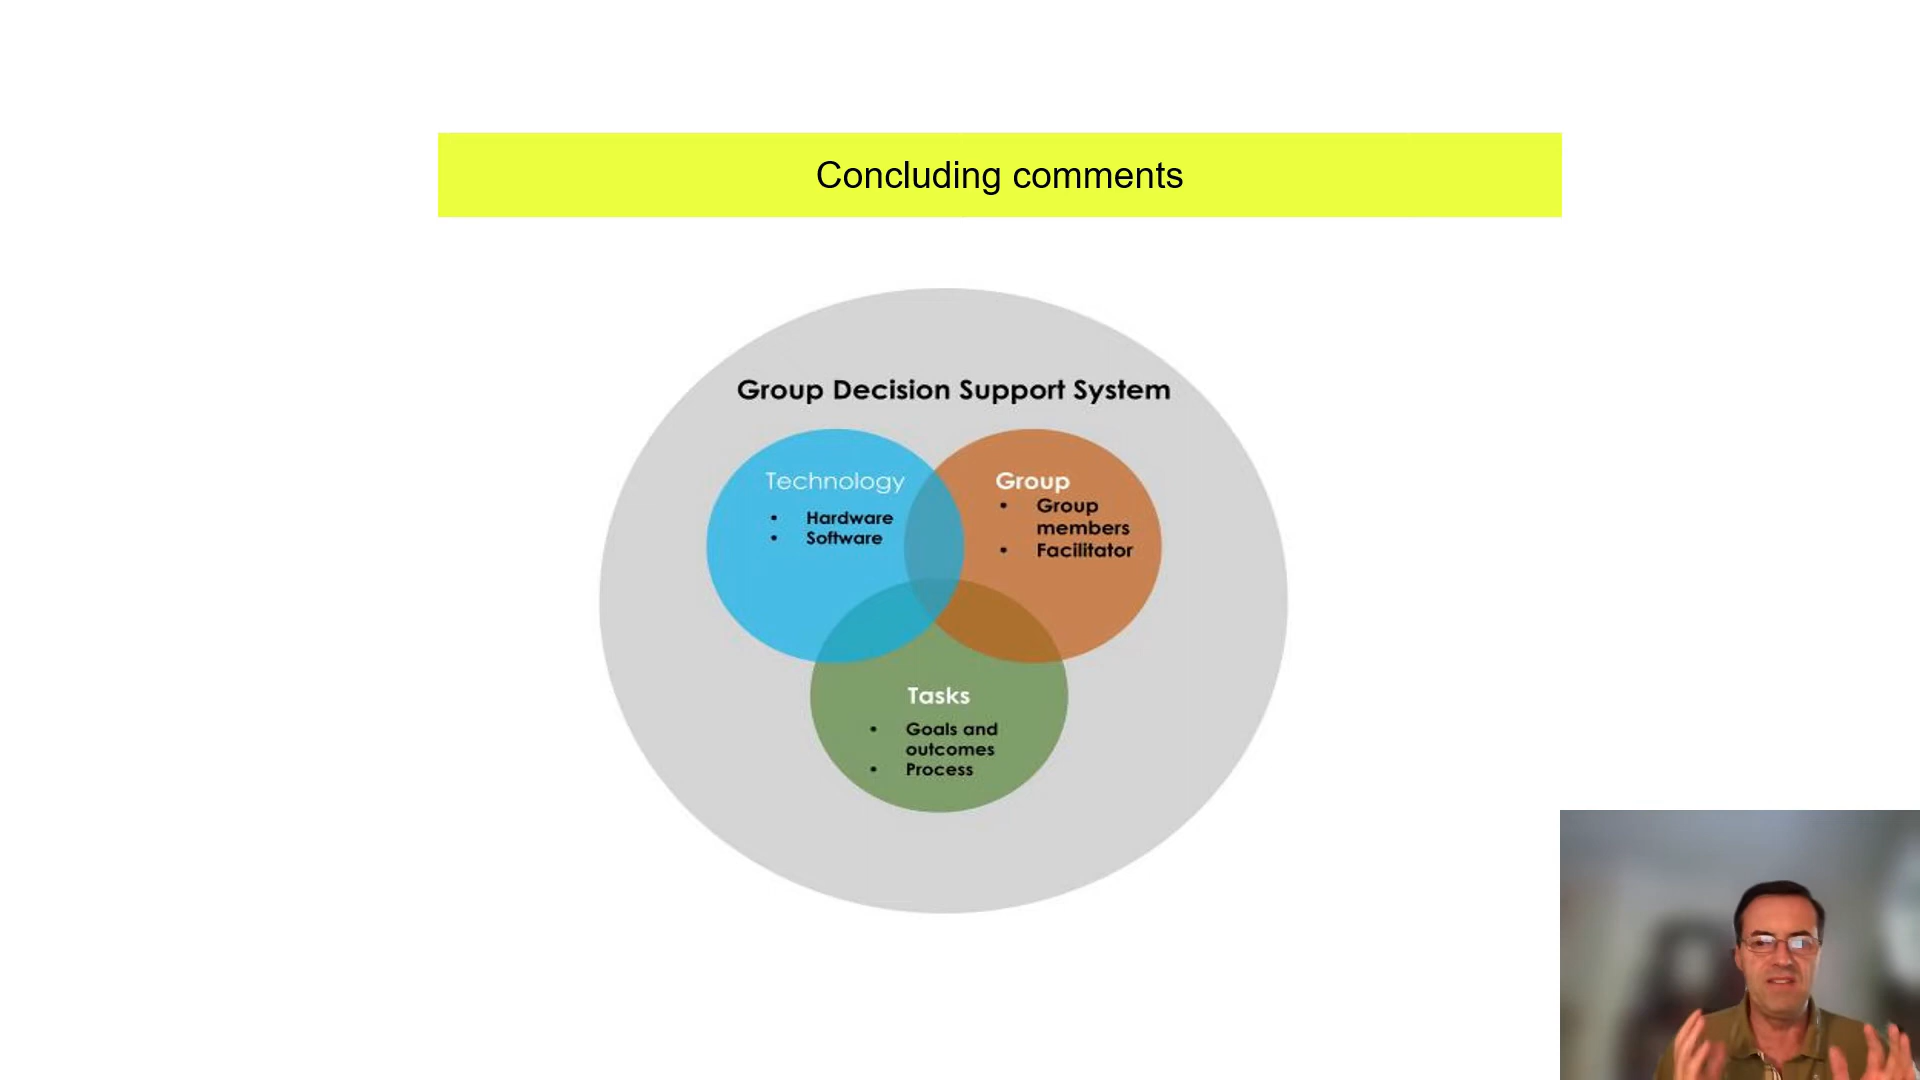 Concluding comments
Group Decision Support System
Technology
• Hardware
• Software
Group
• Group
members
• Facilitator
Tasks
• Goals and
outcomes
• Process